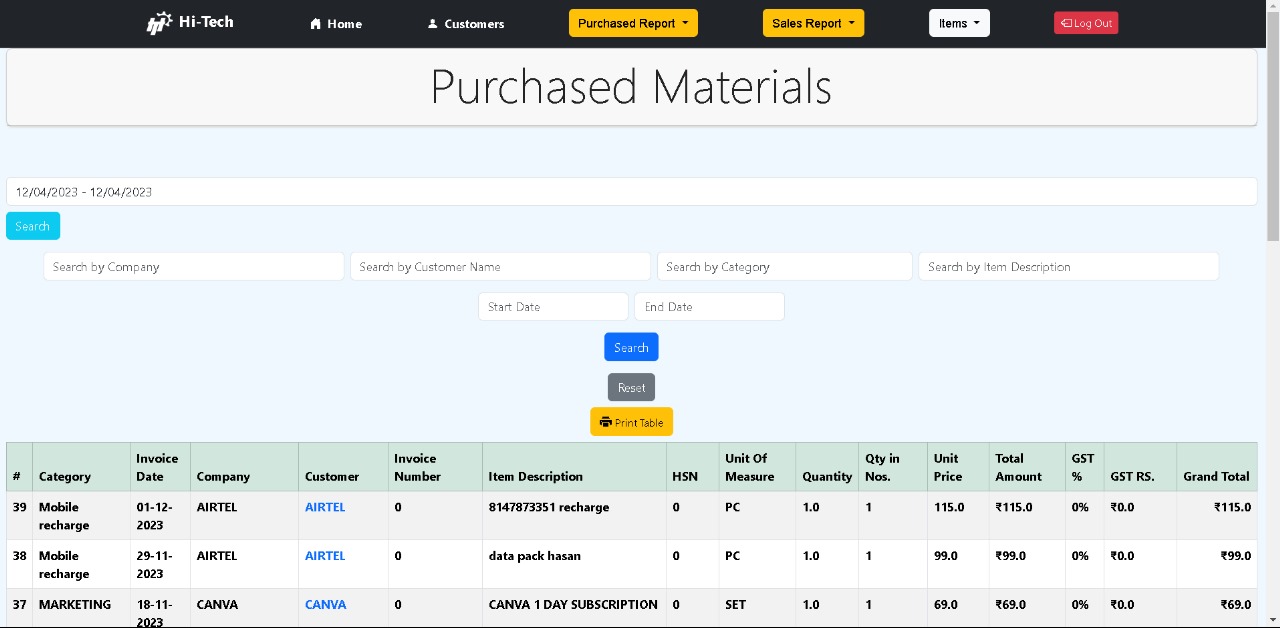 Hi-Tech Home Customers Purchased Report Sales Report Items Log Out
Purchased Materials
12/04/2023 - 12/04/2023
Search
Search by Company Search by Customer Name Search by Category Search by Item Description
Start Date End Date
Search
Reset
Print Table
# Category Invoice Date Company Customer Invoice Number Item Description HSN Unit Of Measure Quantity Qty in Nos. Unit Price Total Amount GST % GST RS. Grand Total
39 Mobile recharge 01-12-2023 AIRTEL AIRTEL 0 8147873351 recharge 0 PC 1.0 1 115.0 ₹115.0 0% ₹0.0 ₹115.0
38 Mobile recharge 29-11-2023 AIRTEL AIRTEL 0 data pack hasan 0 PC 1.0 1 99.0 ₹99.0 0% ₹0.0 ₹99.0
37 MARKETING 18-11-2023 CANVA CANVA 0 CANVA 1 DAY SUBSCRIPTION 0 SET 1.0 1 69.0 ₹69.0 0% ₹0.0 ₹69.0